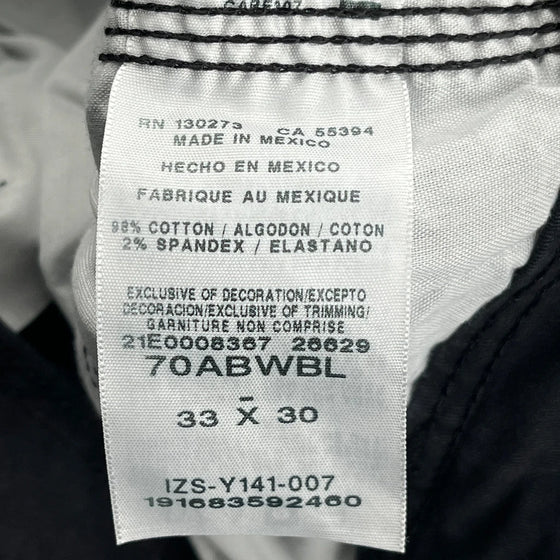 RN 130273 CA 55394
MADE IN MEXICO
HECHO EN MEXICO
FABRIQUE AU MEXIQUE
98% COTTON / ALGODON / COTON
2% SPANDEX / ELASTANO
EXCLUSIVE OF DECORATION/EXCEPTO
DECORACION/EXCLUSIVE OF TRIMMING/
GARNITURE NON COMPRISE
21E0008367 26629
70ABWBL
33 X 30
IZS-Y141-007
191683592460